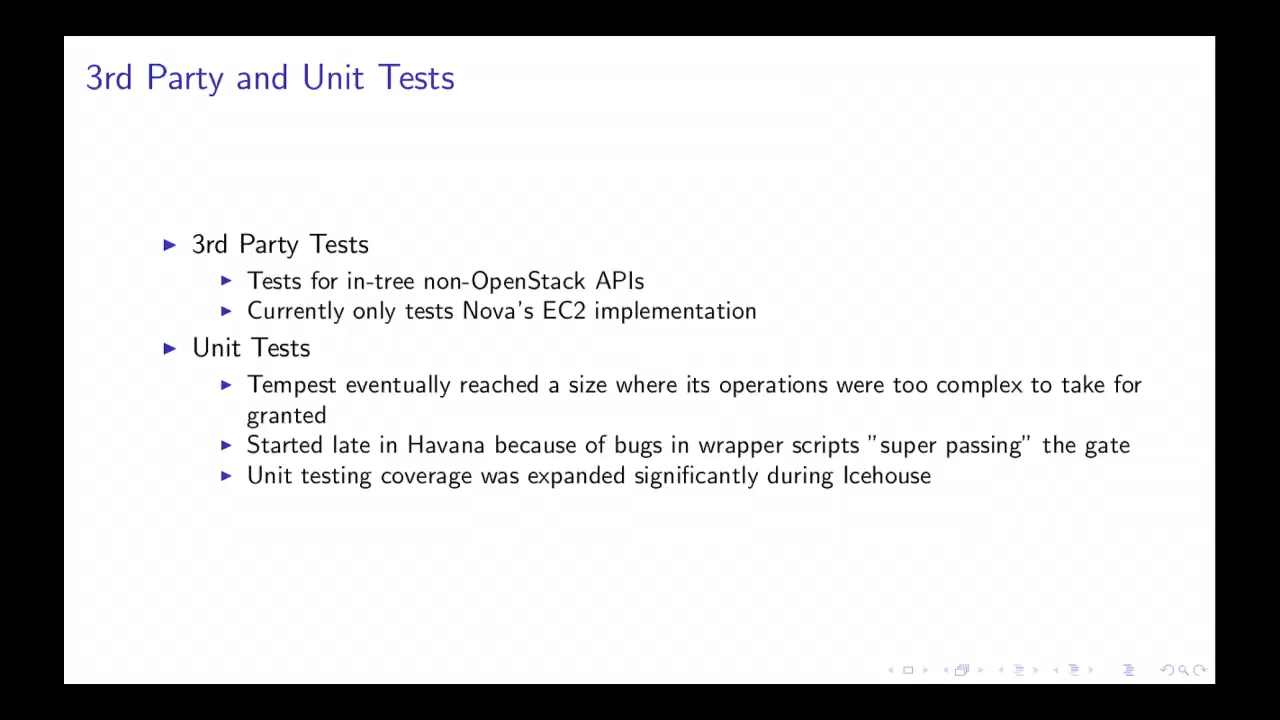 3rd Party and Unit Tests
3rd Party Tests
Tests for in-tree non-OpenStack APIs
Currently only tests Nova's EC2 implementation
Unit Tests
Tempest eventually reached a size where its operations were too complex to take for
granted
Started late in Havana because of bugs in wrapper scripts "super passing" the gate
Unit testing coverage was expanded significantly during Icehouse